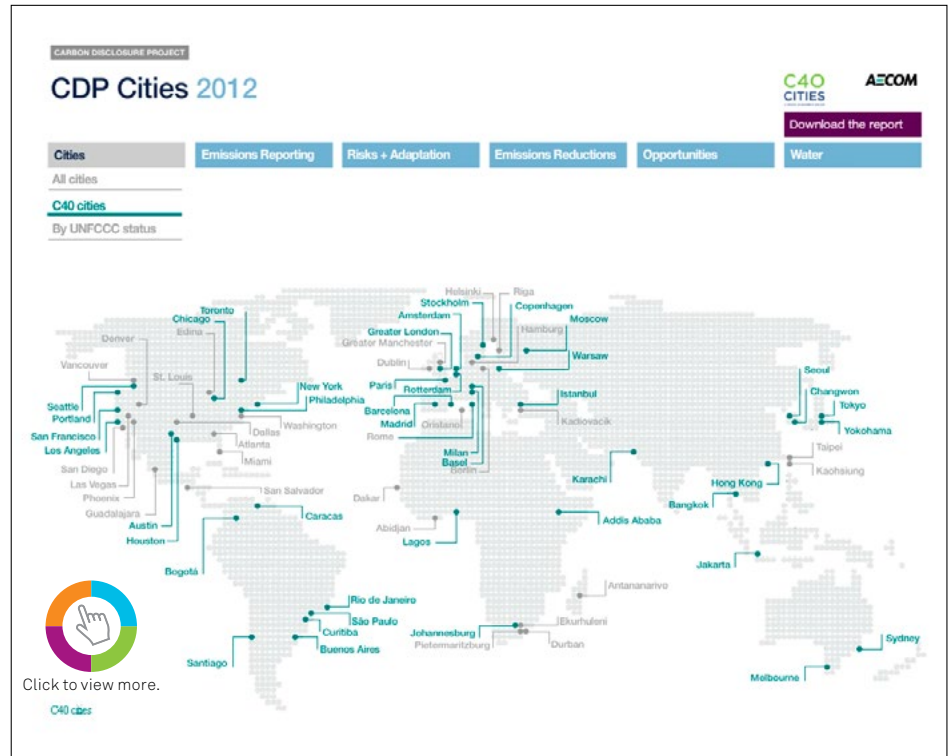 CARBON DISCLOSURE PROJECT
CDP Cities 2012
C40
CITIES
AECOM
Download the report
Cities
Emissions Reporting
Risks + Adaptation
Emissions Reductions
Opportunities
Water
All cities
C40 cities
By UNFCCC status
Helsinki
Riga
Stockholm
Copenhagen
Toronto
Amsterdam
Chicago
Moscow
Edina
Greater London
Hamburg
Denver
Greater Manchester
Warsaw
Dublin
Vancouver
St. Louis
Seoul
Paris
New York
Rotterdam
Istanbul
Changwon
Philadelphia
Seattle
Barcelona
Tokyo
Portland
Madrid
Oristano
Kadiovacik
Washington
Yokohama
Dallas
San Francisco
Rome
Atlanta
Taipei
Los Angeles
Milan
Miami
Basel
San Diego
Berlin
Kaohsiung
Karachi
Las Vegas
Hong Kong
San Salvador
Dakar
Phoenix
Bangkok
Guadalajara
Caracas
Addis Ababa
Austin
Abidjan
Houston
Lagos
Jakarta
Bogotá
Antananarivo
Rio de Janeiro
São Paulo
Ekurhuleni
Curitiba
Johannesburg
Sydney
Buenos Aires
Pietermaritzburg
Durban
Santiago
Melbourne
Click to view more.
C40 cities